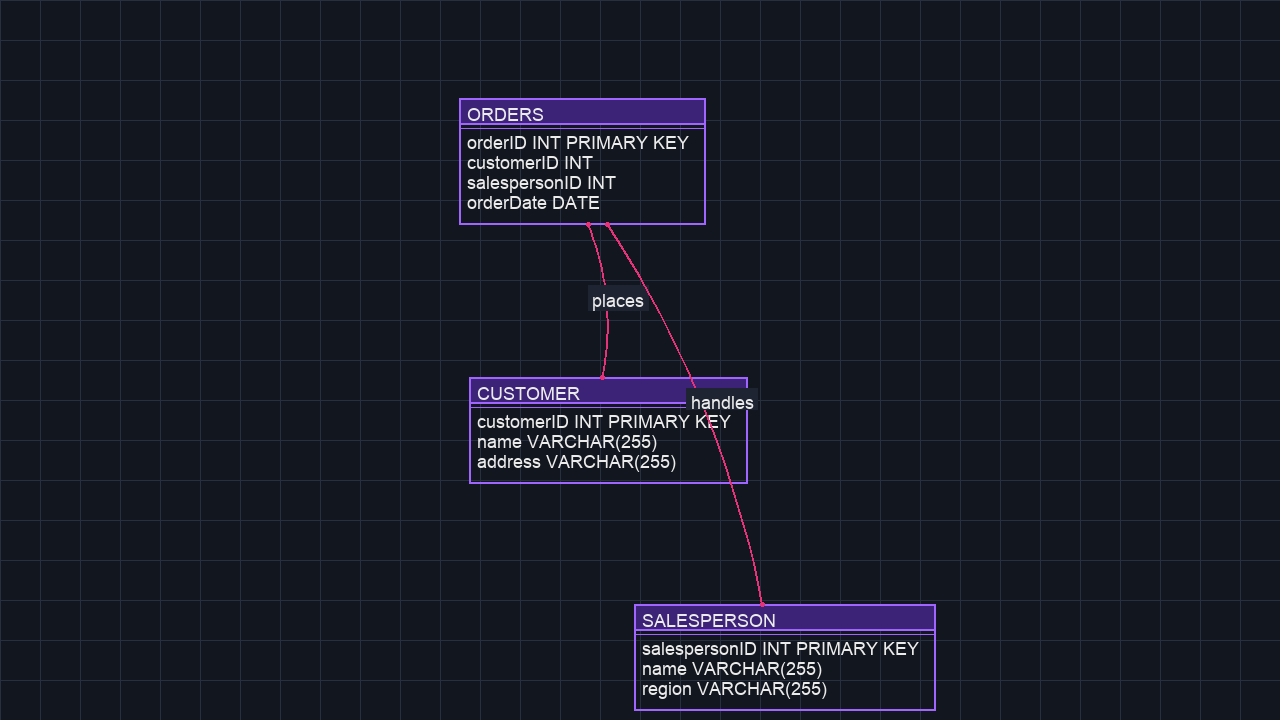 ORDERS
orderID INT PRIMARY KEY
customerID INT
salespersonID INT
orderDate DATE
places
CUSTOMER
handles
customerID INT PRIMARY KEY
name VARCHAR(255)
address VARCHAR(255)
SALESPERSON
salespersonID INT PRIMARY KEY
name VARCHAR(255)
region VARCHAR(255)